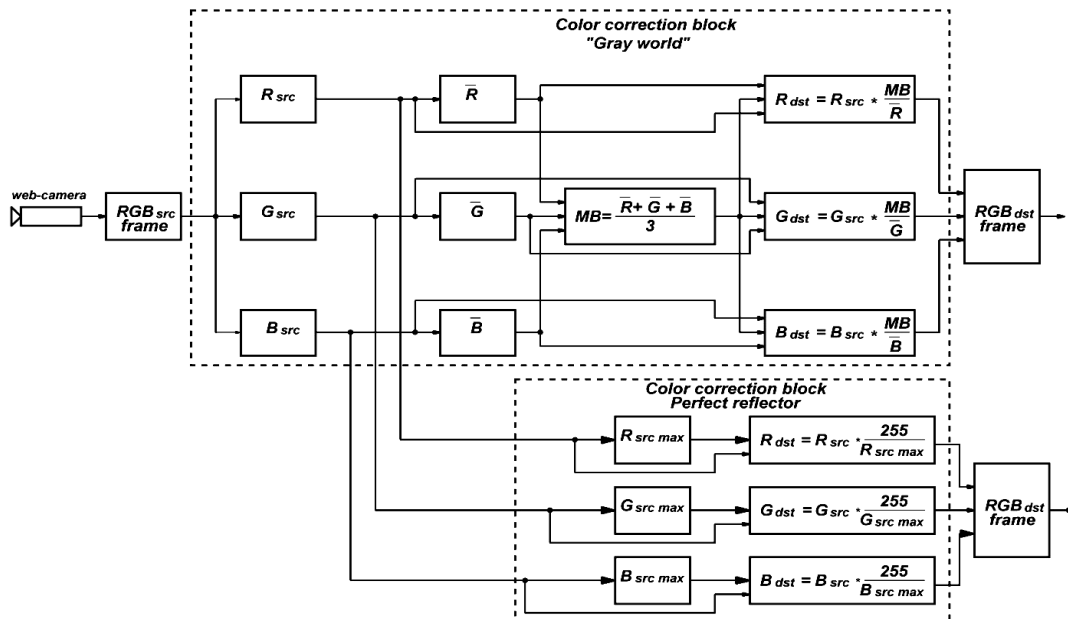 Color correction block
"Gray world"
R src
R̅
R dst = R src * MB / R̅
web-camera
RGB src
frame
G src
G̅
MB = R̅ + G̅ + B̅ / 3
G dst = G src * MB / G̅
RGB dst
frame
B src
B̅
B dst = B src * MB / B̅
Color correction block
Perfect reflector
R src max
R dst = R src * 255 / R src max
G src max
G dst = G src * 255 / G src max
RGB dst
frame
B src max
B dst = B src * 255 / B src max